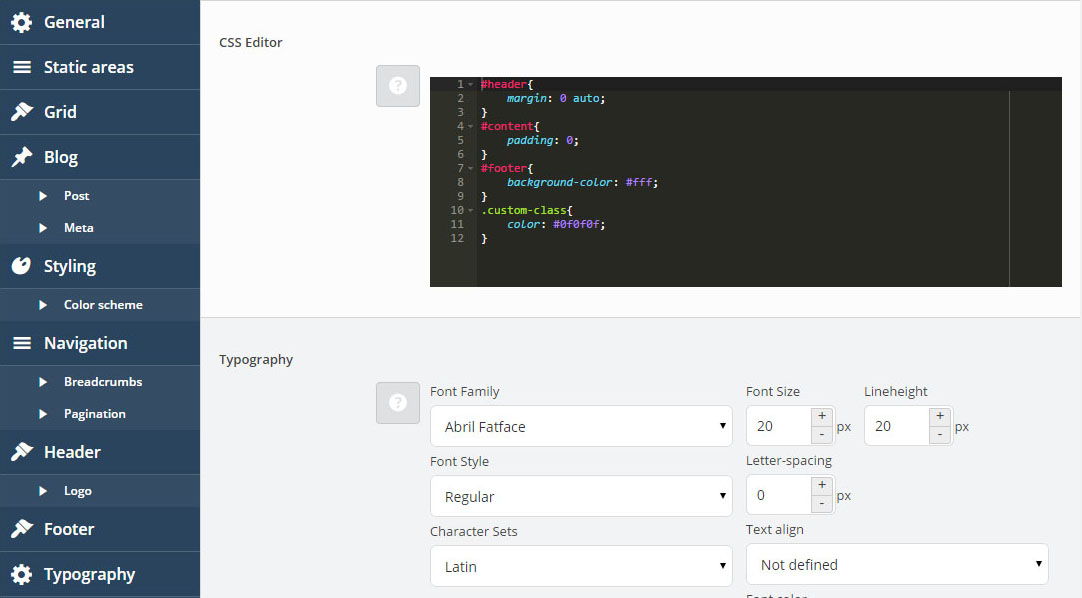 General
Static areas
Grid
Blog
Post
Meta
Styling
Color scheme
Navigation
Breadcrumbs
Pagination
Header
Logo
Footer
Typography
CSS Editor
?
1 #header{
2 margin: 0 auto;
3 }
4 #content{
5 padding: 0;
6 }
7 #footer{
8 background-color: #fff;
9 }
10 .custom-class{
11 color: #0f0f0f;
12 }
Typography
?
Font Family
Abril Fatface
Font Style
Regular
Character Sets
Latin
Font Size
20 + - px
Lineheight
20 + - px
Letter-spacing
0 + - px
Text align
Not defined
Font color